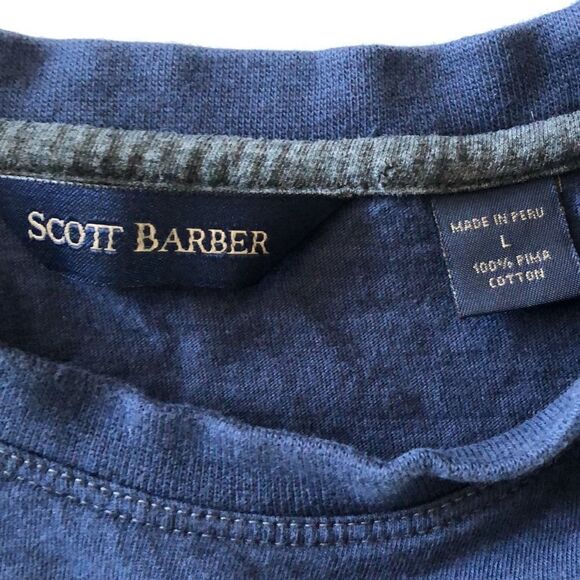 SCOTT BARBER
MADE IN PERU
L
100% PIMA
COTTON